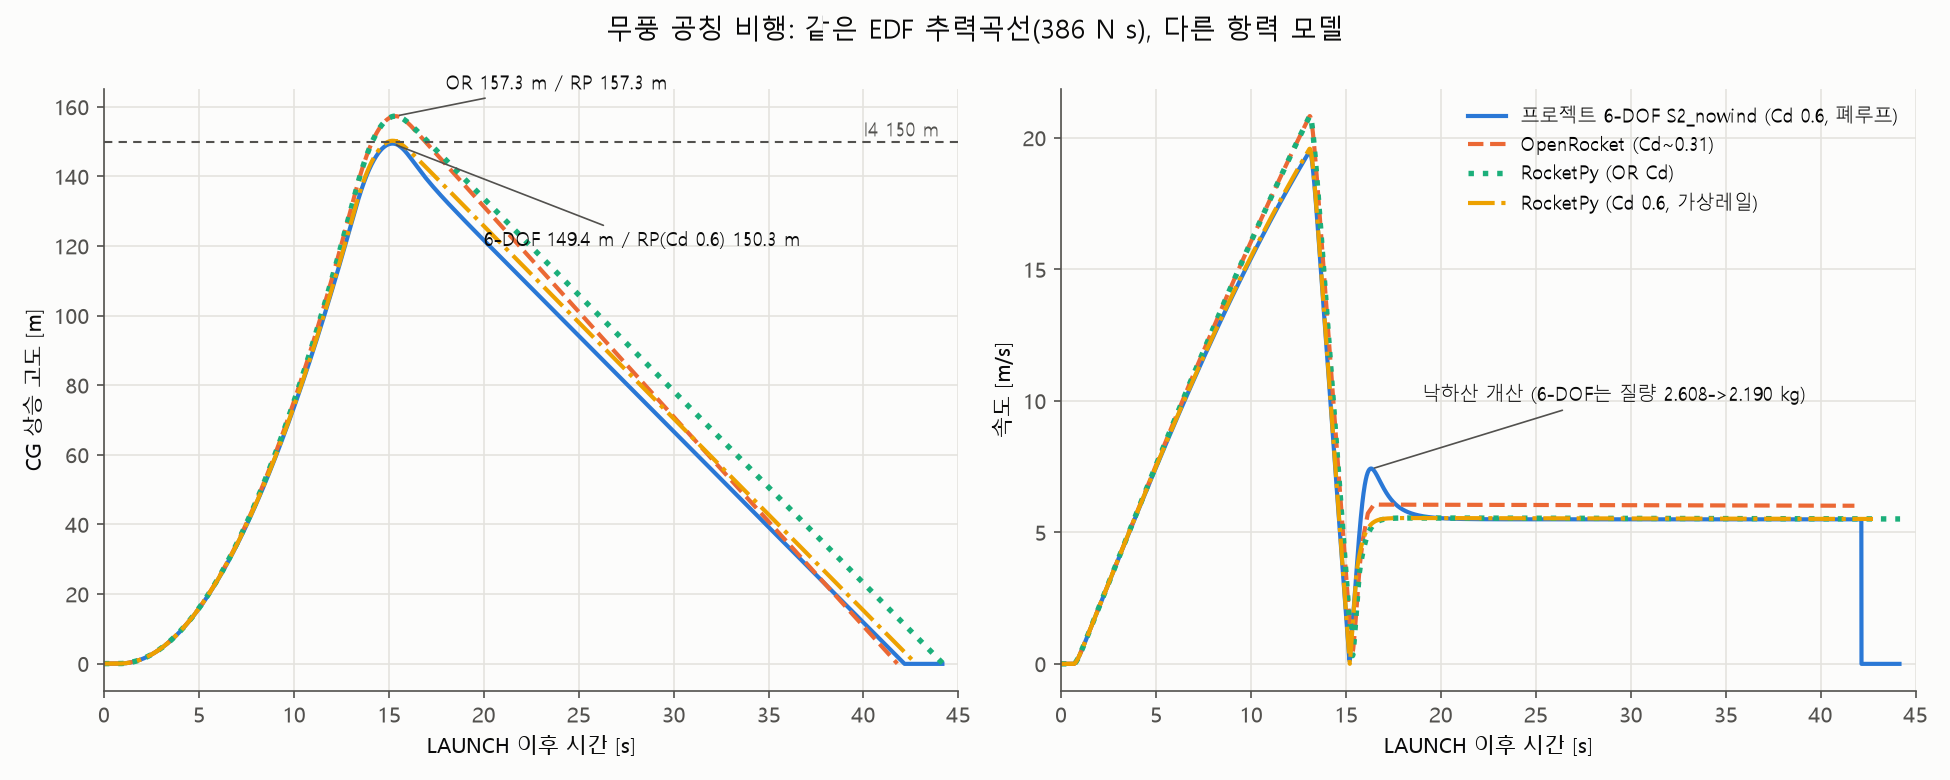 무풍 공칭 비행: 같은 EDF 추력곡선(386 N s), 다른 항력 모델
OR 157.3 m / RP 157.3 m
I4 150 m
6-DOF 149.4 m / RP(Cd 0.6) 150.3 m
CG 상승 고도 [m]
160
140
120
100
80
60
40
20
0
0 5 10 15 20 25 30 35 40 45
LAUNCH 이후 시간 [s]
프로젝트 6-DOF S2_nowind (Cd 0.6, 폐루프)
OpenRocket (Cd~0.31)
RocketPy (OR Cd)
RocketPy (Cd 0.6, 가상레일)
낙하산 개산 (6-DOF는 질량 2.608->2.190 kg)
속도 [m/s]
20
15
10
5
0
0 5 10 15 20 25 30 35 40 45
LAUNCH 이후 시간 [s]